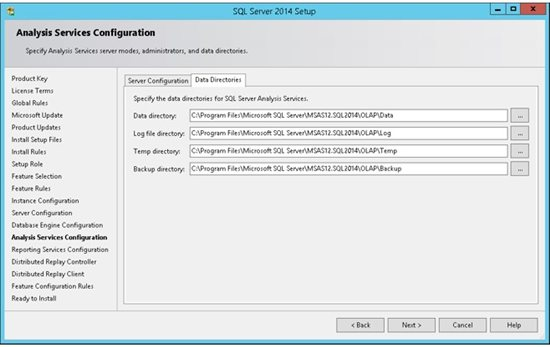 SQL Server 2014 Setup
Analysis Services Configuration
Specify Analysis Services server modes, administrators, and data directories.
Product Key
License Terms
Global Rules
Microsoft Update
Product Updates
Install Setup Files
Install Rules
Setup Role
Feature Selection
Feature Rules
Instance Configuration
Server Configuration
Database Engine Configuration
Analysis Services Configuration
Reporting Services Configuration
Distributed Replay Controller
Distributed Replay Client
Feature Configuration Rules
Ready to Install
Server Configuration Data Directories
Specify the data directories for SQL Server Analysis Services.
Data directory: C:\Program Files\Microsoft SQL Server\MSAS12.SQL2014\OLAP\Data ...
Log file directory: C:\Program Files\Microsoft SQL Server\MSAS12.SQL2014\OLAP\Log ...
Temp directory: C:\Program Files\Microsoft SQL Server\MSAS12.SQL2014\OLAP\Temp ...
Backup directory: C:\Program Files\Microsoft SQL Server\MSAS12.SQL2014\OLAP\Backup ...
< Back Next > Cancel Help